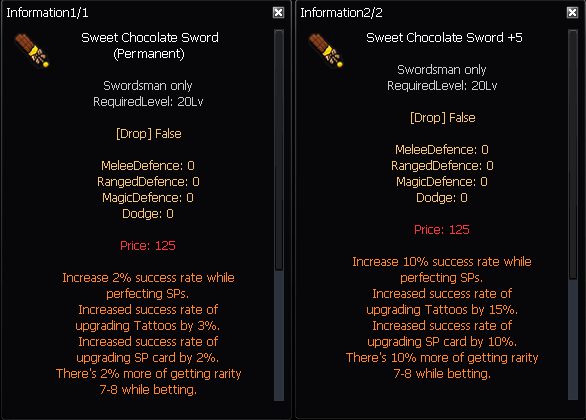 Information1/1
Sweet Chocolate Sword
(Permanent)
Swordsman only
RequiredLevel: 20Lv
[Drop] False
MeleeDefence: 0
RangedDefence: 0
MagicDefence: 0
Dodge: 0
Price: 125
Increase 2% success rate while
perfecting SPs.
Increased success rate of
upgrading Tattoos by 3%.
Increased success rate of
upgrading SP card by 2%.
There's 2% more of getting rarity
7-8 while betting.
Information2/2
Sweet Chocolate Sword +5
Swordsman only
RequiredLevel: 20Lv
[Drop] False
MeleeDefence: 0
RangedDefence: 0
MagicDefence: 0
Dodge: 0
Price: 125
Increase 10% success rate while
perfecting SPs.
Increased success rate of
upgrading Tattoos by 15%.
Increased success rate of
upgrading SP card by 10%.
There's 10% more of getting rarity
7-8 while betting.